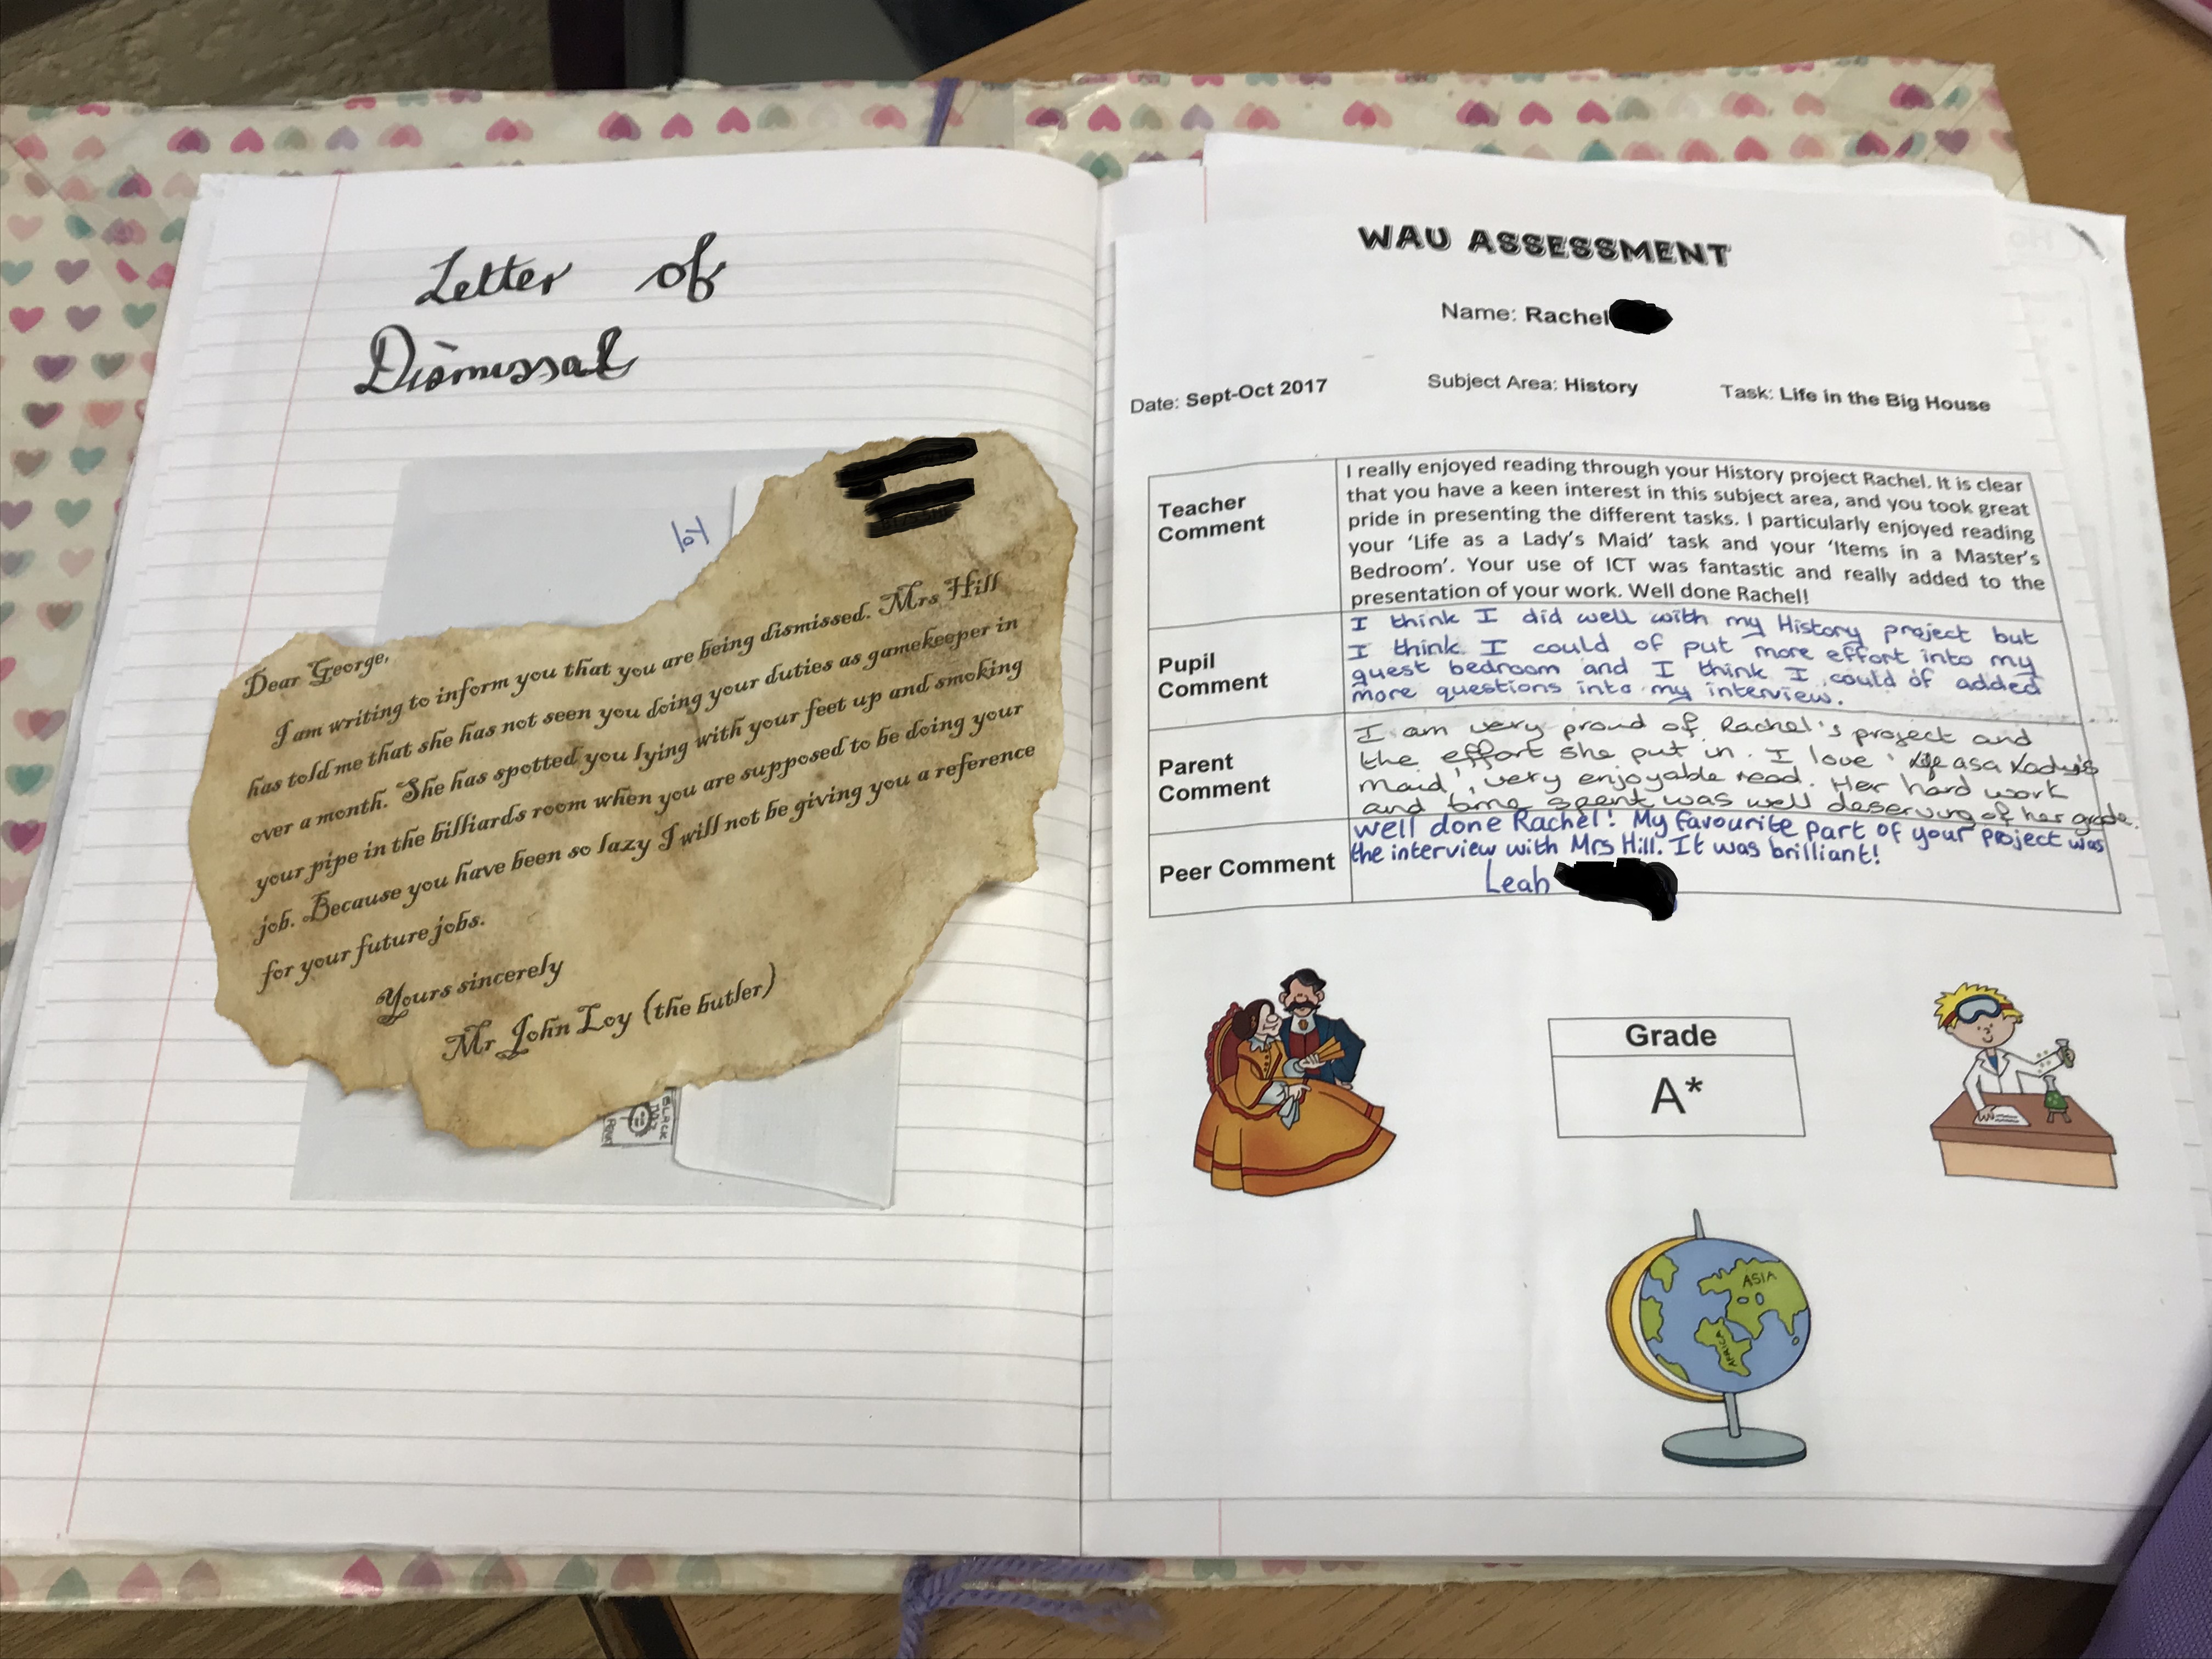 Letter of
Dismissal
Dear George,
I am writing to inform you that you are being dismissed. Mrs Hill
has told me that she has not seen you doing your duties as gamekeeper in
over a month. She has spotted you lying with your feet up and smoking
your pipe in the billiards room when you are supposed to be doing your
job. Because you have been so lazy I will not be giving you a reference
for your future jobs.
Yours sincerely
Mr John Loy (the butler)
BLACK
PENNY
WAU ASSESSMENT
Name: Rachel
Date: Sept-Oct 2017 Subject Area: History Task: Life in the Big House
Teacher
Comment
I really enjoyed reading through your History project Rachel. It is clear
that you have a keen interest in this subject area, and you took great
pride in presenting the different tasks. I particularly enjoyed reading
your 'Life as a Lady's Maid' task and your 'Items in a Master's
Bedroom'. Your use of ICT was fantastic and really added to the
presentation of your work. Well done Rachel!
Pupil
Comment
I think I did well with my History project but
I think I could of put more effort into my
guest bedroom and I think I could of added
more questions into my interview.
Parent
Comment
I am very proud of Rachel's project and
the effort she put in. I love 'Life as a Lady's
Maid', very enjoyable read. Her hard work
and time spent was well deserving of her grade.
Peer Comment
Well done Rachel! My favourite part of your project was
the interview with Mrs Hill. It was brilliant!
Leah
Grade
A*
ASIA
AFRICA